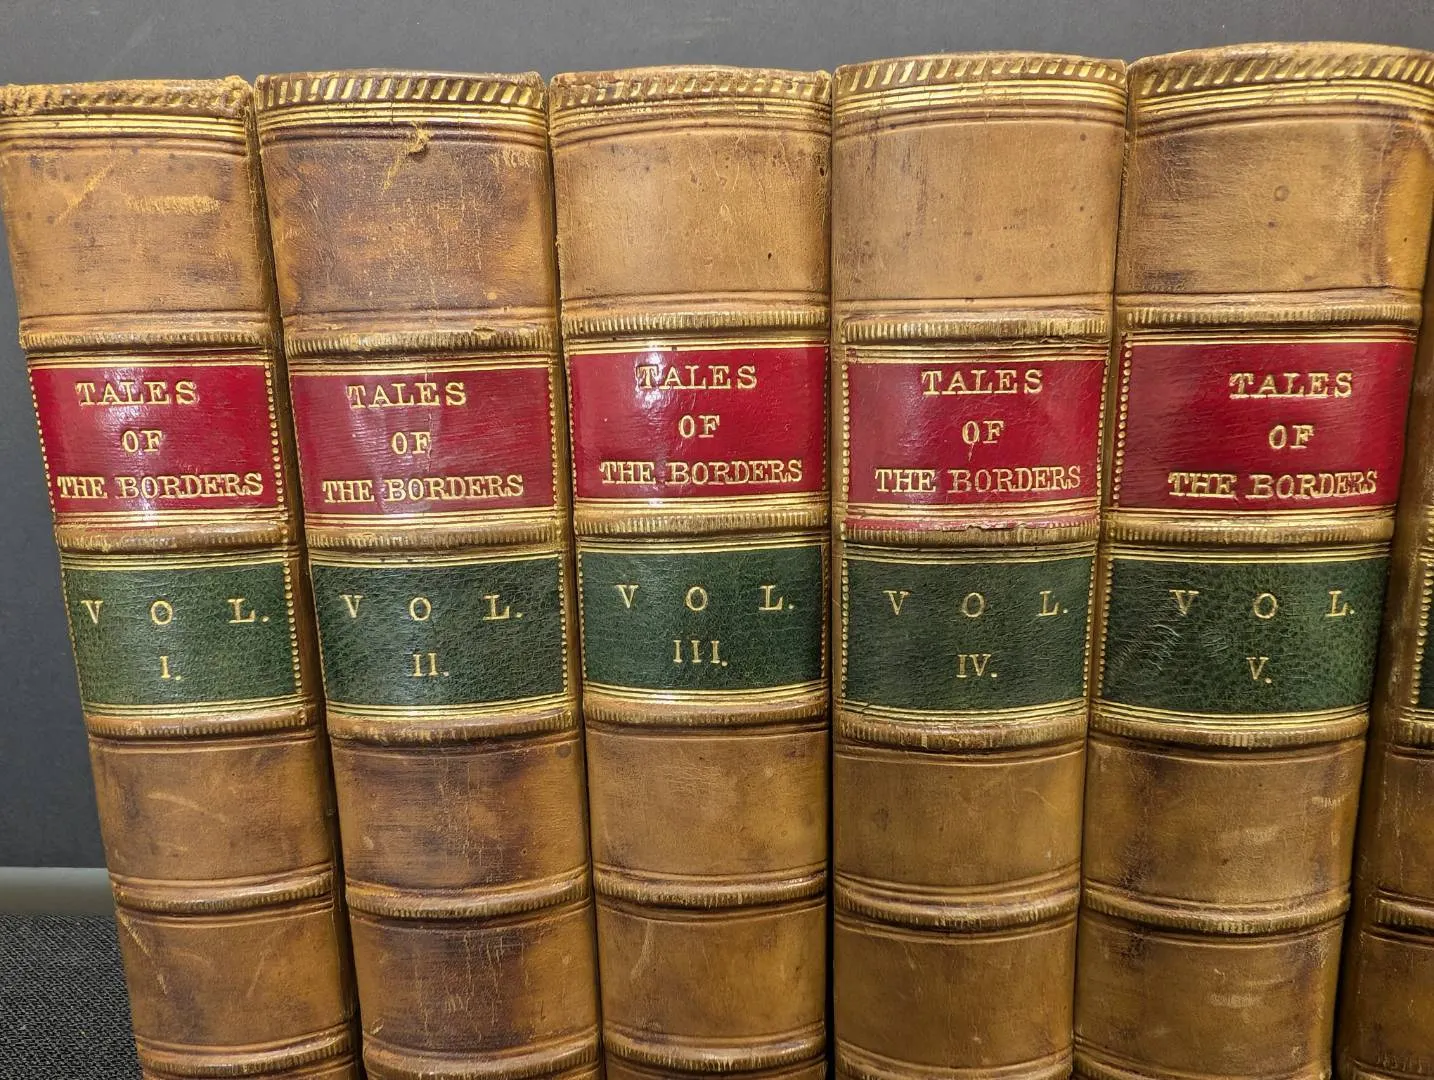 TALES
OF
THE BORDERS
VOL.
I.
TALES
OF
THE BORDERS
VOL.
II.
TALES
OF
THE BORDERS
VOL.
III.
TALES
OF
THE BORDERS
VOL.
IV.
TALES
OF
THE BORDERS
VOL.
V.